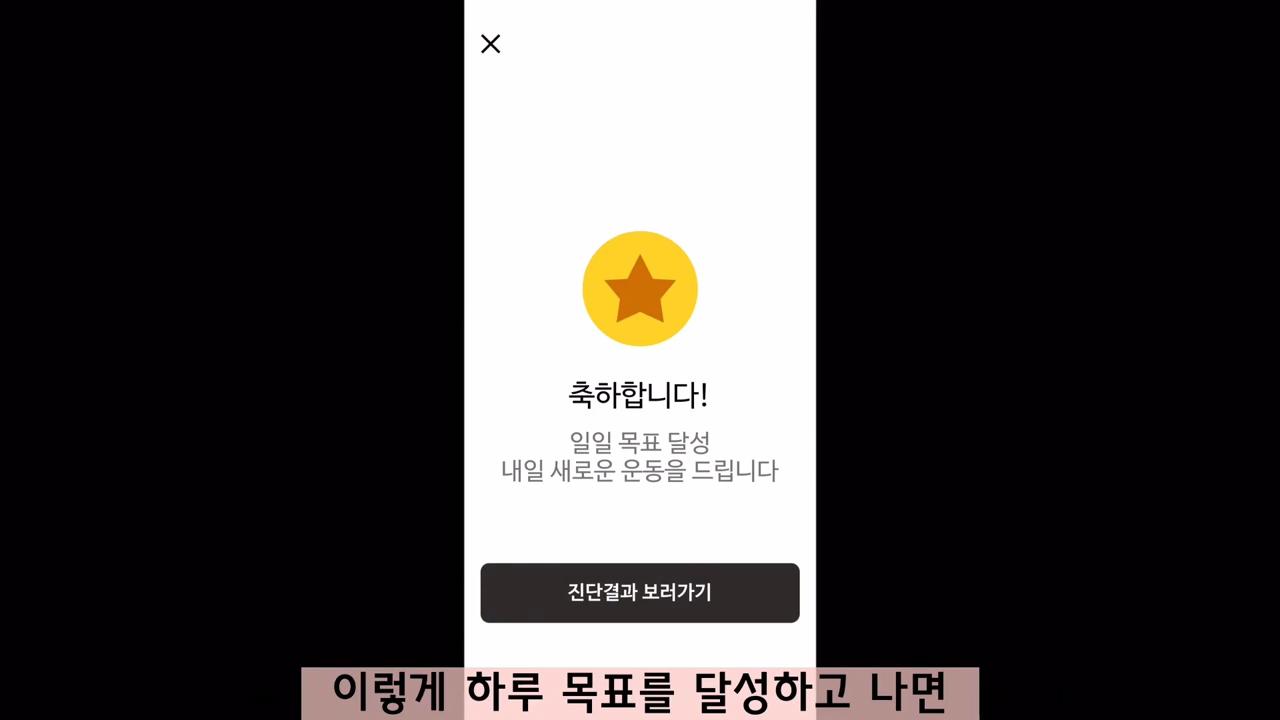 축하합니다!
일일 목표 달성
내일 새로운 운동을 드립니다
진단결과 보러가기
이렇게 하루 목표를 달성하고 나면